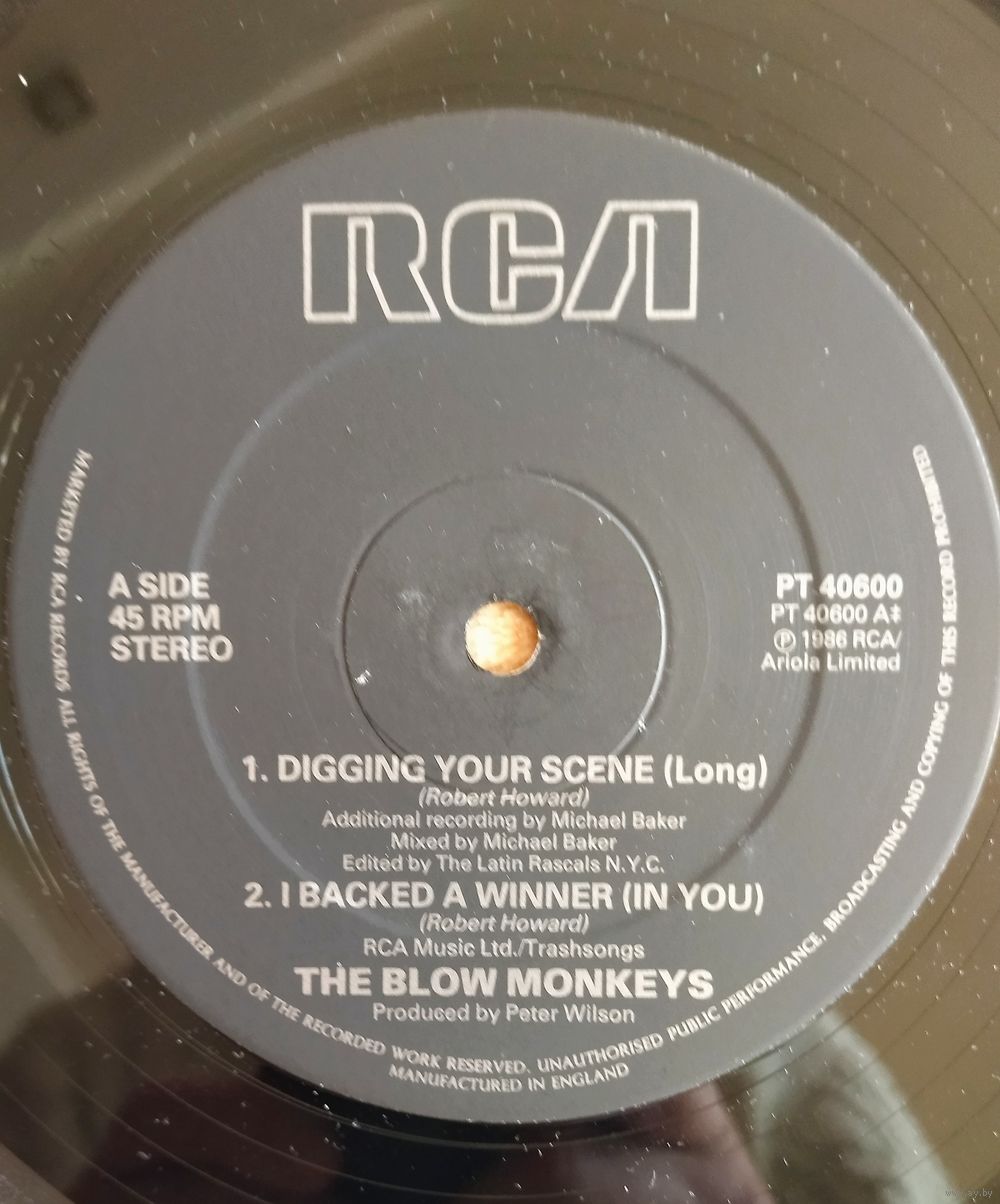 RCA
A SIDE
45 RPM
STEREO
PT 40600
PT 40600 A‡
℗ 1986 RCA/
Ariola Limited
1. DIGGING YOUR SCENE (Long)
(Robert Howard)
Additional recording by Michael Baker
Mixed by Michael Baker
Edited by The Latin Rascals N.Y.C.
2. I BACKED A WINNER (IN YOU)
(Robert Howard)
RCA Music Ltd./Trashsongs
THE BLOW MONKEYS
Produced by Peter Wilson
MARKETED BY RCA RECORDS ALL RIGHTS OF THE MANUFACTURER AND OF THE RECORDED WORK RESERVED. UNAUTHORISED PUBLIC PERFORMANCE, BROADCASTING AND COPYING OF THIS RECORD PROHIBITED
MANUFACTURED IN ENGLAND